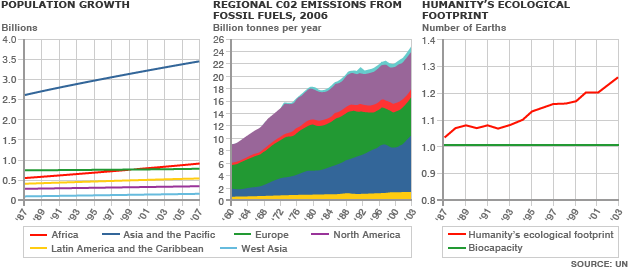 POPULATION GROWTH
Billions
4.0
3.5
3.0
2.5
2.0
1.5
1.0
0.5
0
'87 '89 '91 '93 '95 '97 '99 '01 '03 '05 '07
REGIONAL C02 EMISSIONS FROM
FOSSIL FUELS, 2006
Billion tonnes per year
26
24
22
20
18
16
14
12
10
8
6
4
2
0
'60 '64 '68 '72 '76 '80 '84 '88 '92 '96 '00 '03
HUMANITY'S ECOLOGICAL
FOOTPRINT
Number of Earths
1.4
1.3
1.2
1.1
1.0
0.9
0.8
'87 '89 '91 '93 '95 '97 '99 '01 '03
Africa Asia and the Pacific Europe North America
Latin America and the Caribbean West Asia
Humanity's ecological footprint
Biocapacity
SOURCE: UN